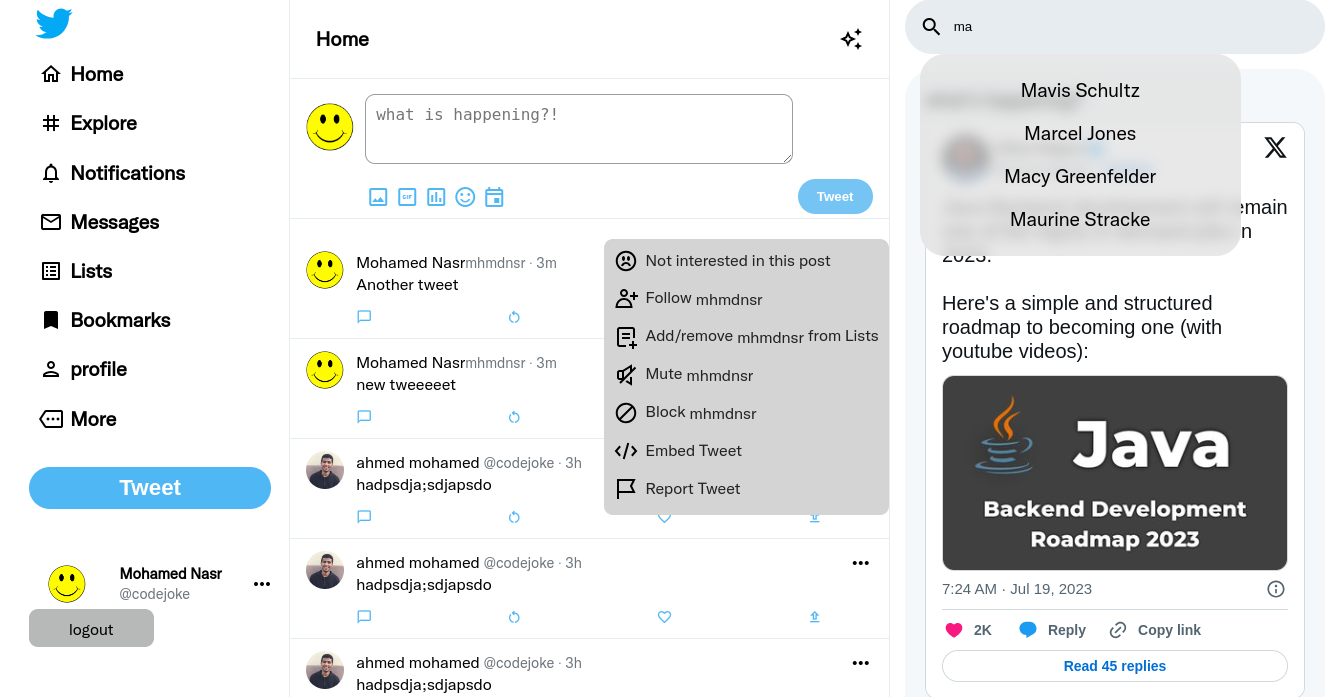 Home
Explore
Notifications
Messages
Lists
Bookmarks
profile
More
Tweet
Mohamed Nasr
@codejoke
logout
Home
what is happening?!
GIF
Tweet
Mohamed Nasrmhmdnsr · 3m
Another tweet
Mohamed Nasrmhmdnsr · 3m
new tweeeeet
ahmed mohamed @codejoke · 3h
hadpsdja;sdjapsdo
ahmed mohamed @codejoke · 3h
hadpsdja;sdjapsdo
ahmed mohamed @codejoke · 3h
hadpsdja;sdjapsdo
Not interested in this post
Follow mhmdnsr
Add/remove mhmdnsr from Lists
Mute mhmdnsr
Block mhmdnsr
Embed Tweet
Report Tweet
ma
Mavis Schultz
Marcel Jones
Macy Greenfelder
Maurine Stracke
2023.
Here's a simple and structured
roadmap to becoming one (with
youtube videos):
Java
Backend Development
Roadmap 2023
7:24 AM · Jul 19, 2023
2K Reply Copy link
Read 45 replies